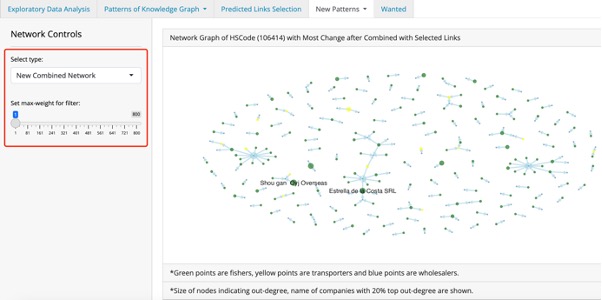 Exploratory Data Analysis Patterns of Knowledge Graph Predicted Links Selection New Patterns Wanted
Network Controls
Select type:
New Combined Network
Set max-weight for filter:
1 800
1 81 161 241 321 401 481 561 641 721 800
Network Graph of HSCode (106414) with Most Change after Combined with Selected Links
Shou gan Oyj Overseas
Estrella de la Costa SRL
*Green points are fishers, yellow points are transporters and blue points are wholesalers.
*Size of nodes indicating out-degree, name of companies with 20% top out-degree are shown.